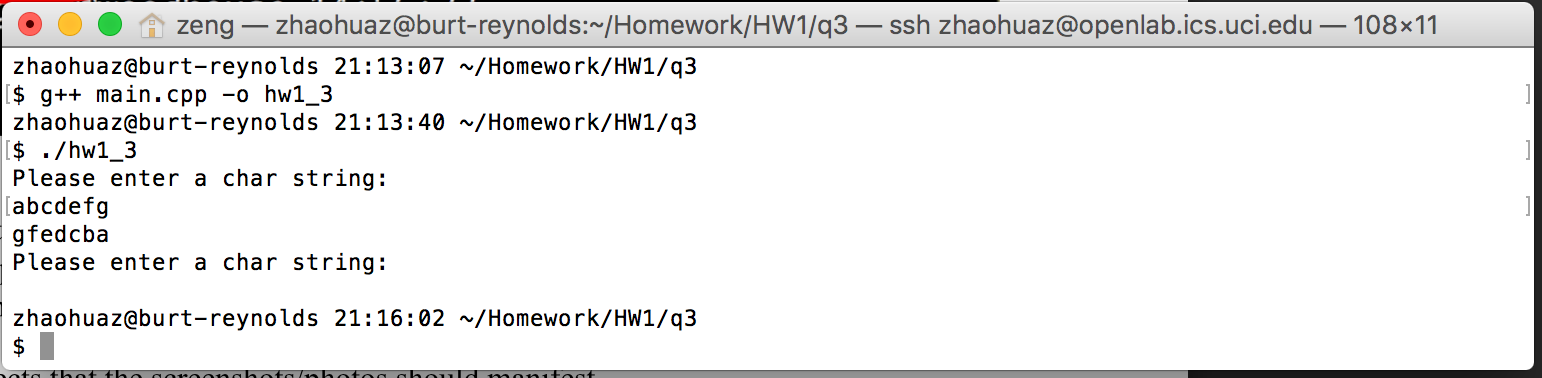 zeng — zhaohuaz@burt-reynolds:~/Homework/HW1/q3 — ssh zhaohuaz@openlab.ics.uci.edu — 108×11
zhaohuaz@burt-reynolds 21:13:07 ~/Homework/HW1/q3
[$ g++ main.cpp -o hw1_3 ]
zhaohuaz@burt-reynolds 21:13:40 ~/Homework/HW1/q3
[$ ./hw1_3 ]
Please enter a char string:
[abcdefg ]
gfedcba
Please enter a char string:
zhaohuaz@burt-reynolds 21:16:02 ~/Homework/HW1/q3
$
that the screenshots/photos should manifest